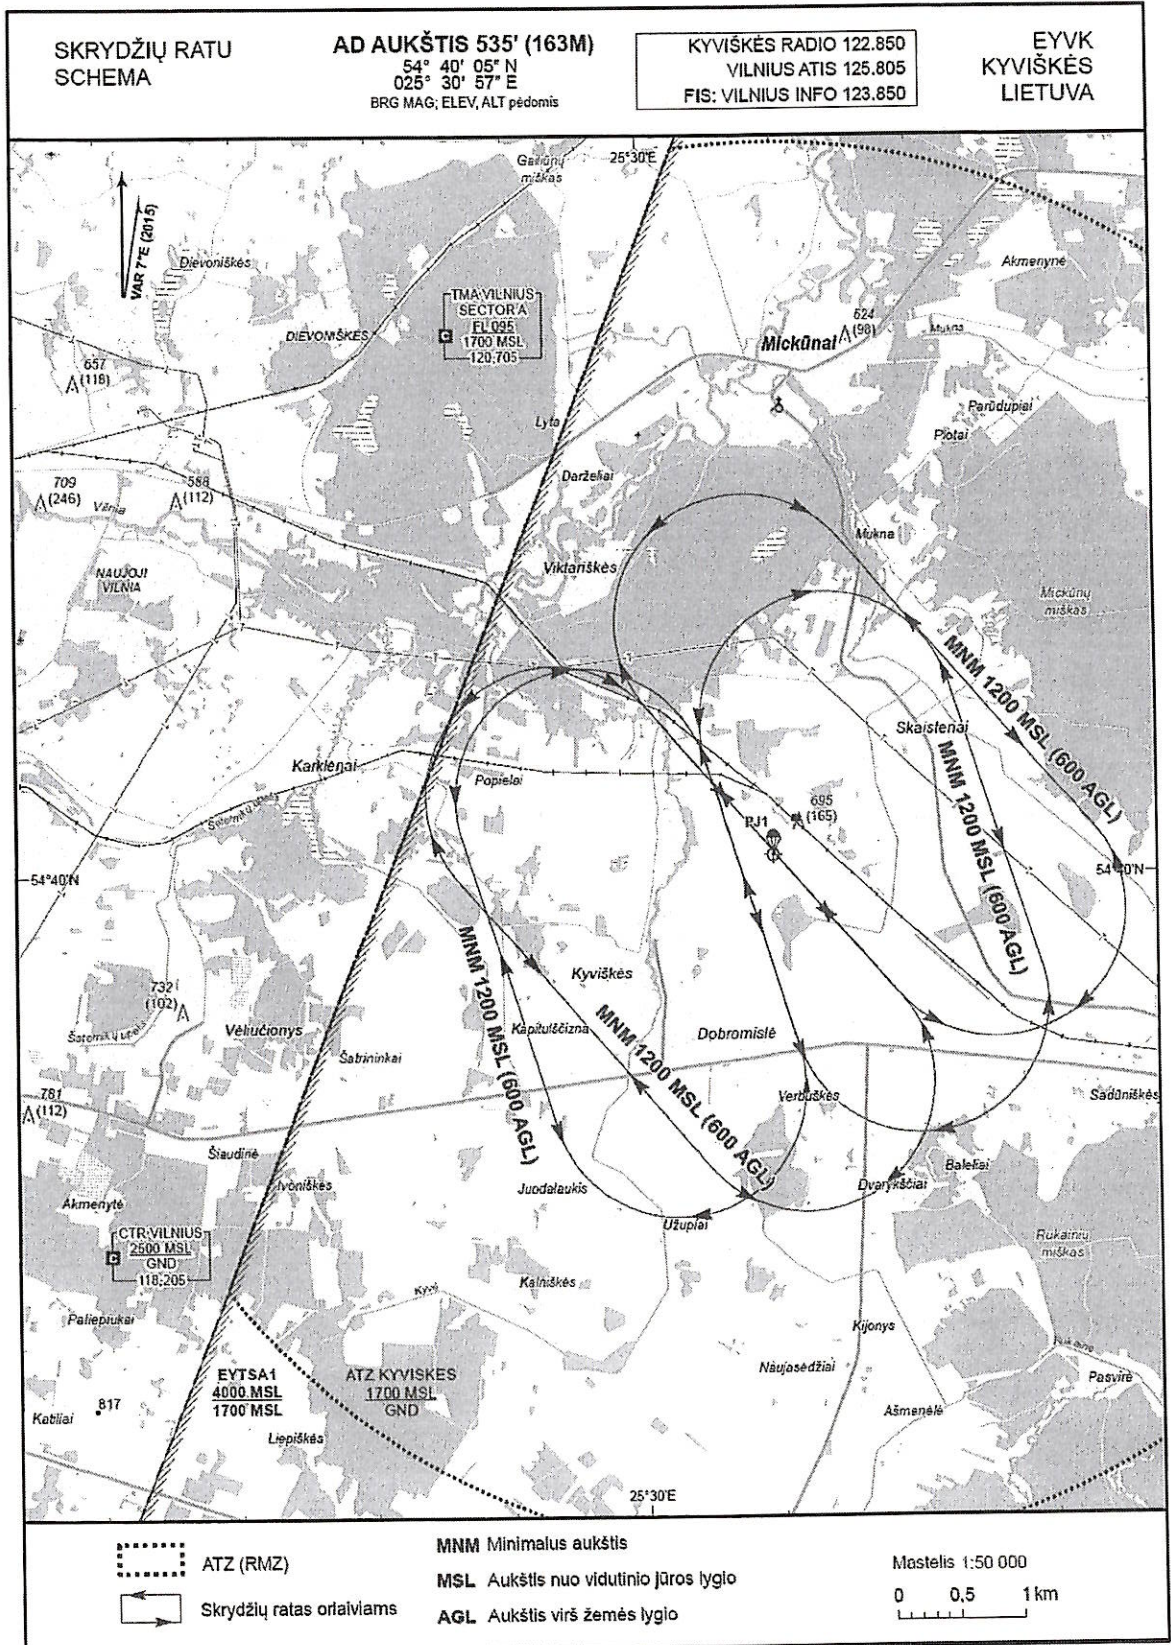 SKRYDŽIŲ RATU
SCHEMA
AD AUKŠTIS 535' (163M)
54° 40' 05" N
025° 30' 57" E
BRG MAG; ELEV, ALT pėdomis
KYVIŠKĖS RADIO 122.850
VILNIUS ATIS 125.805
FIS: VILNIUS INFO 123.850
EYVK
KYVIŠKĖS
LIETUVA
25°30'E
Galiūnų
miškas
VAR 7°E (2015)
Dievoniškės
Akmenynė
TMA VILNIUS
SECTOR A
FL 095
1700 MSL
120,705
C
DIEVONIŠKĖS
624
(98)
Mickūnai
Mukna
657
(118)
Parūdupiai
Plotai
Lyta
Darželiai
709
(246)
588
(112)
Vilnia
Mukna
Viktariškės
NAUJOJI
VILNIA
Mickūnų
miškas
MNM 1200 MSL (600 AGL)
Skaistenai
MNM 1200 MSL (600 AGL)
Karklėnai
Popielai
695
(165)
PJ1
54°40'N
54°40'N
MNM 1200 MSL (600 AGL)
Kyviškės
732
(102)
Kapitulščizna
MNM 1200 MSL (600 AGL)
Dobromislė
Vėliučionys
Šatrininkai
781
(112)
Verbuškės
Sadūniškės
Šiaudinė
Ivoniškės
Juodalaukis
Baleliai
Dvarykščiai
Akmenytė
Užupiai
CTR VILNIUS
2500 MSL
GND
118,205
C
Rukainių
miškas
Kalniškės
Kyvė
Paliepiukai
Kijonys
Naujasėdžiai
EYTSA1
4000 MSL
1700 MSL
ATZ KYVISKES
1700 MSL
GND
Pasvirė
Katiliai
817
Ašmenėlė
Liepiškės
25°30'E
ATZ (RMZ)
Skrydžių ratas orlaiviams
MNM Minimalus aukštis
MSL Aukštis nuo vidutinio jūros lygio
AGL Aukštis virš žemės lygio
Mastelis 1:50 000
0 0,5 1 km